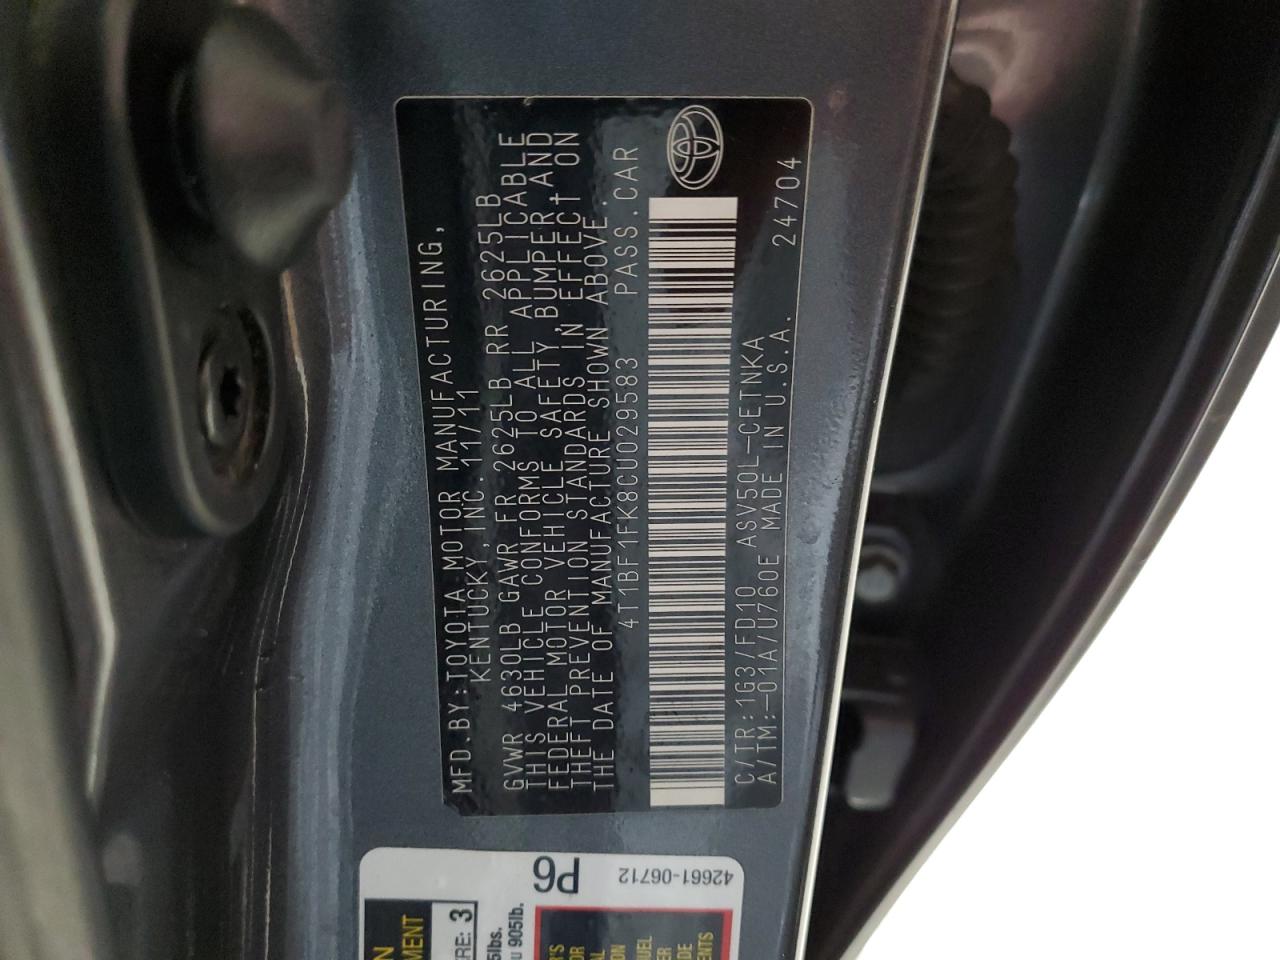 MFD.BY:TOYOTA MOTOR MANUFACTURING,
KENTUCKY, INC. 11/11
GVWR 4630LB GAWR FR 2625LB RR 2625LB
THIS VEHICLE CONFORMS TO ALL APPLICABLE
FEDERAL MOTOR VEHICLE SAFETY, BUMPER, AND
THEFT PREVENTION STANDARDS IN EFFECT ON
THE DATE OF MANUFACTURE SHOWN ABOVE.
4T1BF1FK8CU029583 PASS.CAR
C/TR:1G3/FD10 ASV50L-CETNKA
A/TM:-01A/U760E MADE IN U.S.A. 24704
P6
42661-06712
3
905lb.